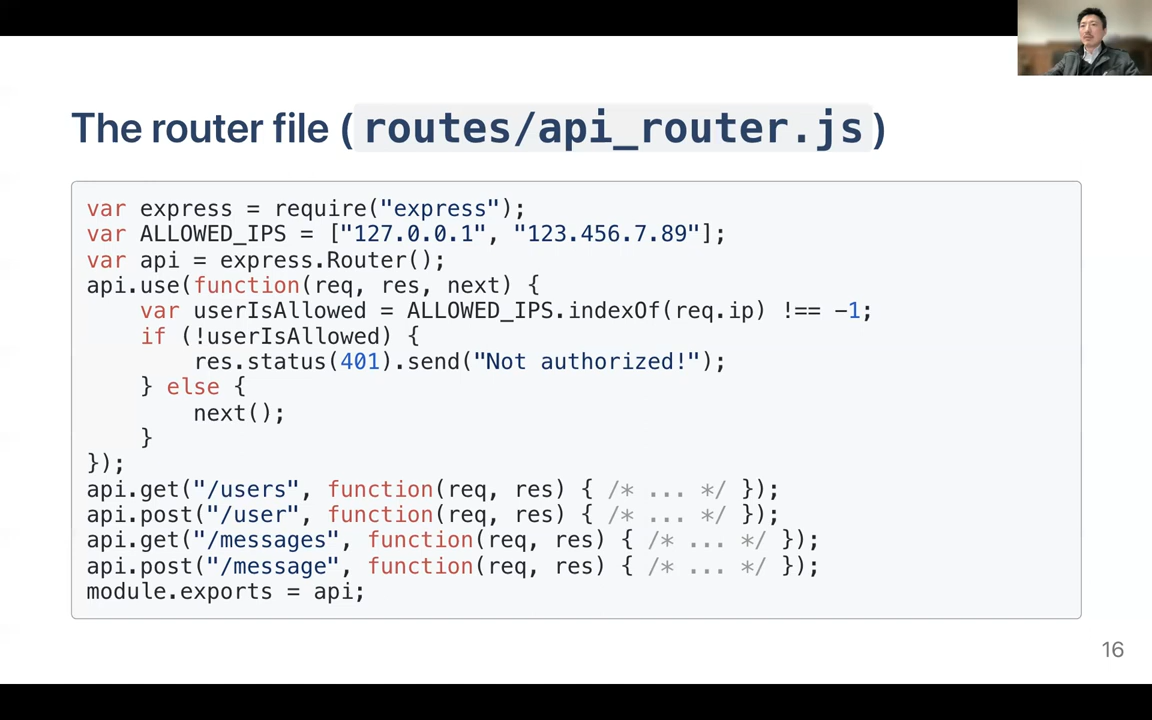 The router file (routes/api_router.js)
var express = require("express");
var ALLOWED_IPS = ["127.0.0.1", "123.456.7.89"];
var api = express.Router();
api.use(function(req, res, next) {
    var userIsAllowed = ALLOWED_IPS.indexOf(req.ip) !== -1;
    if (!userIsAllowed) {
        res.status(401).send("Not authorized!");
    } else {
        next();
    }
});
api.get("/users", function(req, res) { /* ... */ });
api.post("/user", function(req, res) { /* ... */ });
api.get("/messages", function(req, res) { /* ... */ });
api.post("/message", function(req, res) { /* ... */ });
module.exports = api;
16